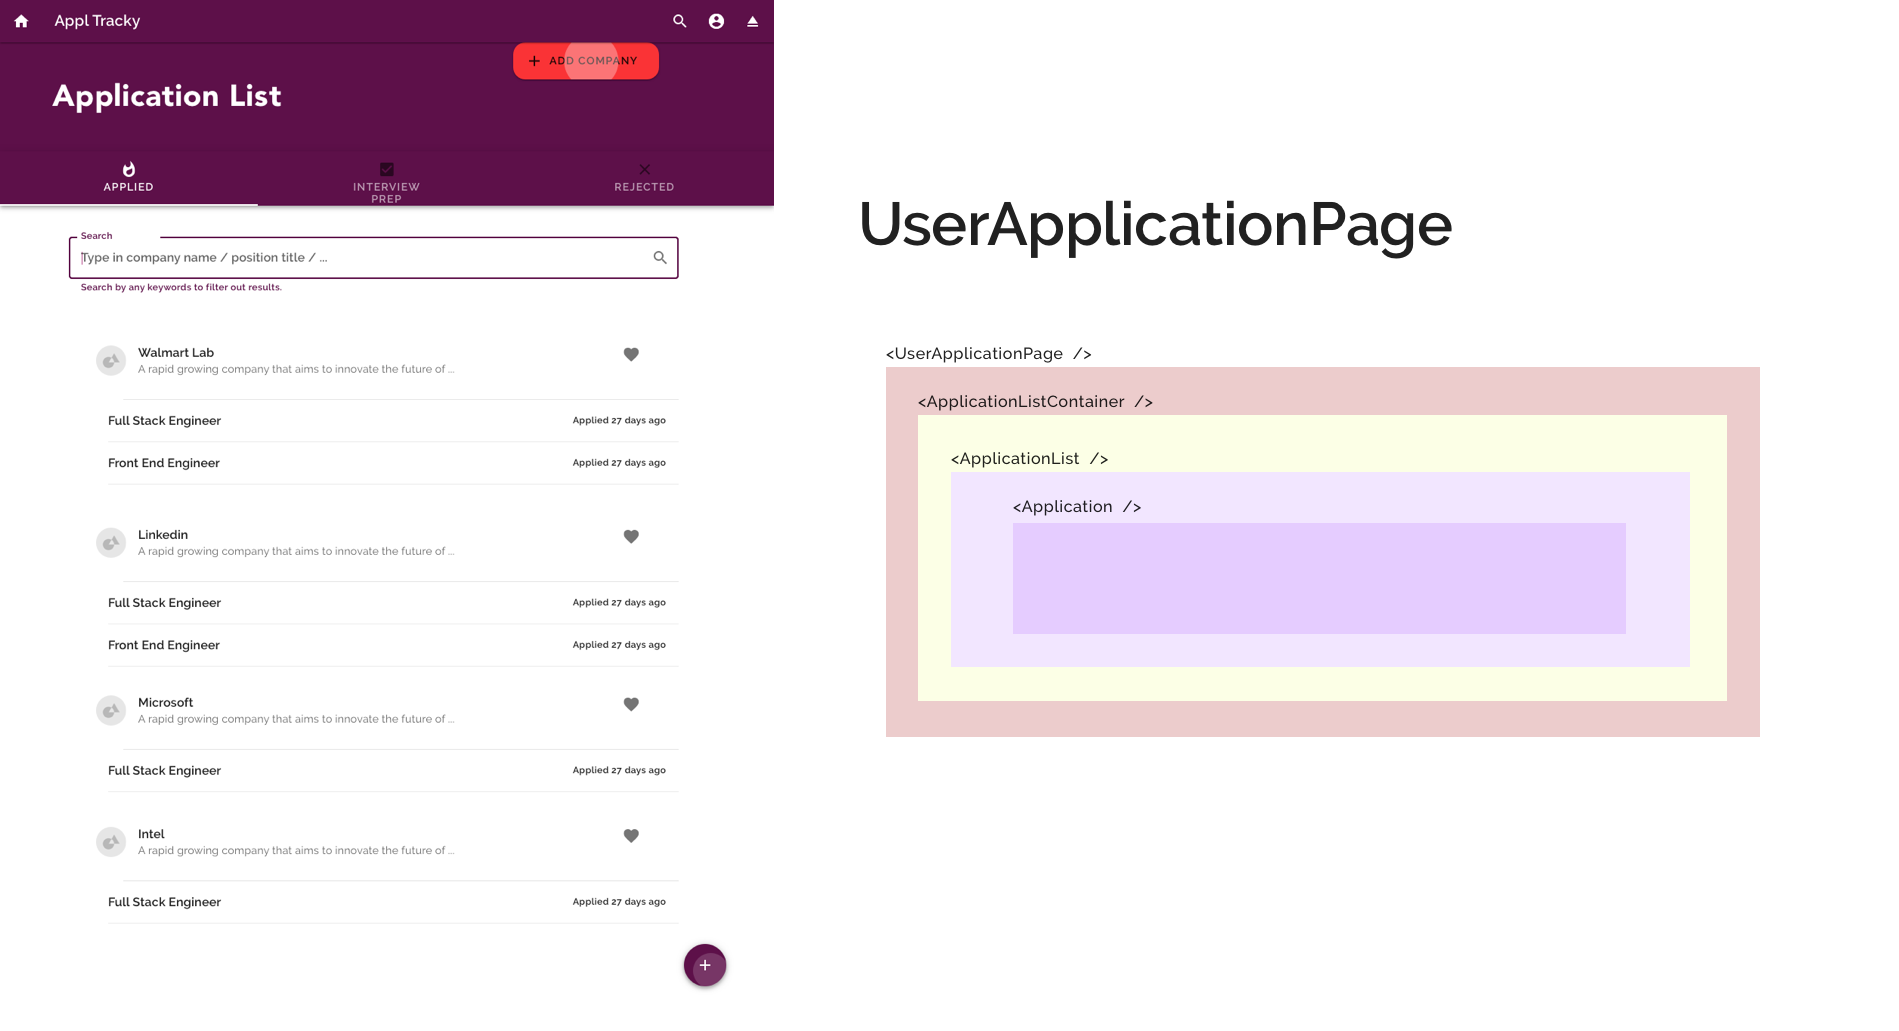 Appl Tracky
+ ADD COMPANY
Application List
APPLIED
INTERVIEW
PREP
REJECTED
Search
Type in company name / position title / ...
Search by any keywords to filter out results.
Walmart Lab
A rapid growing company that aims to innovate the future of ...
Full Stack Engineer Applied 27 days ago
Front End Engineer Applied 27 days ago
Linkedin
A rapid growing company that aims to innovate the future of ...
Full Stack Engineer Applied 27 days ago
Front End Engineer Applied 27 days ago
Microsoft
A rapid growing company that aims to innovate the future of ...
Full Stack Engineer Applied 27 days ago
Intel
A rapid growing company that aims to innovate the future of ...
Full Stack Engineer Applied 27 days ago
+
UserApplicationPage
<UserApplicationPage />
<ApplicationListContainer />
<ApplicationList />
<Application />